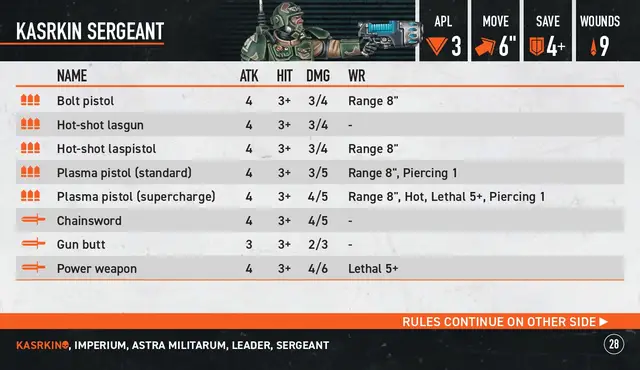 KASRKIN SERGEANT
APL MOVE SAVE WOUNDS
3 6" 4+ 9
NAME ATK HIT DMG WR
Bolt pistol 4 3+ 3/4 Range 8"
Hot-shot lasgun 4 3+ 3/4 -
Hot-shot laspistol 4 3+ 3/4 Range 8"
Plasma pistol (standard) 4 3+ 3/5 Range 8", Piercing 1
Plasma pistol (supercharge) 4 3+ 4/5 Range 8", Hot, Lethal 5+, Piercing 1
Chainsword 4 3+ 4/5 -
Gun butt 3 3+ 2/3 -
Power weapon 4 3+ 4/6 Lethal 5+
RULES CONTINUE ON OTHER SIDE ▶
KASRKIN, IMPERIUM, ASTRA MILITARUM, LEADER, SERGEANT
28